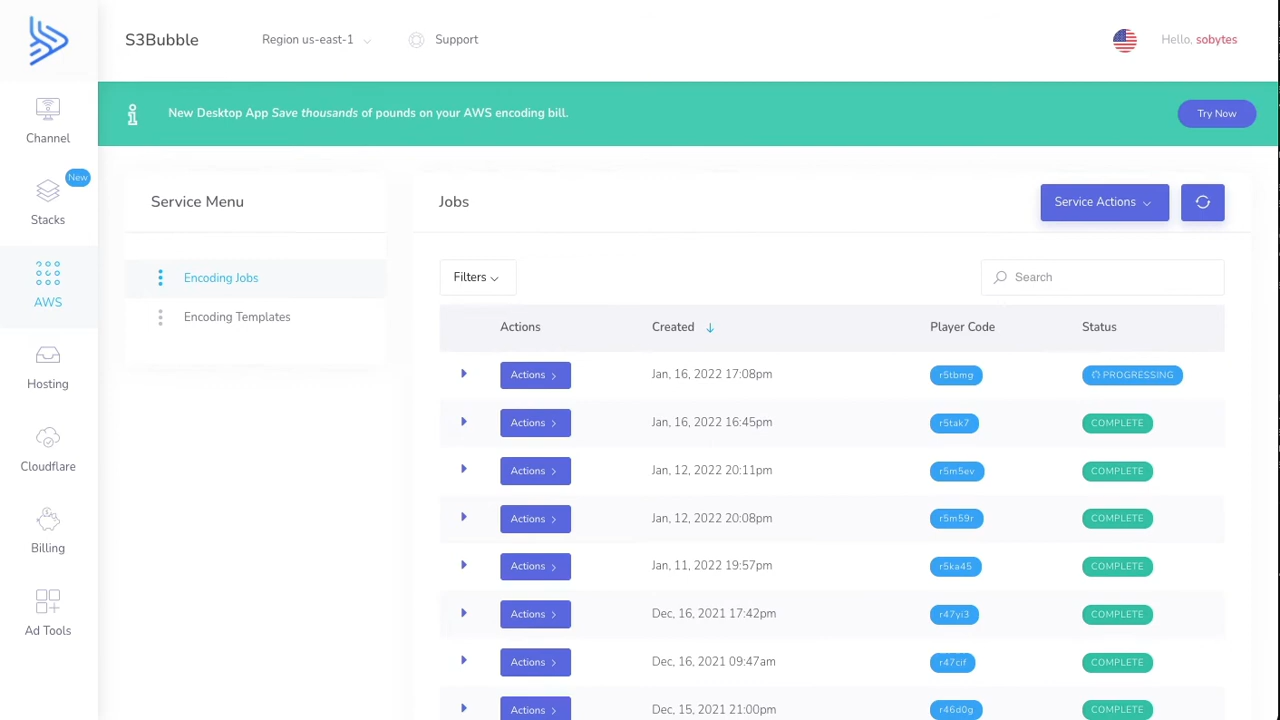 S3Bubble
Region us-east-1
Support
Hello, sobytes
New Desktop App Save thousands of pounds on your AWS encoding bill.
Try Now
Channel
New
Stacks
AWS
Hosting
Cloudflare
Billing
Ad Tools
Service Menu
Encoding Jobs
Encoding Templates
Jobs
Service Actions
Filters
Search
Actions Created Player Code Status
Actions Jan, 16, 2022 17:08pm r5tbmg PROGRESSING
Actions Jan, 16, 2022 16:45pm r5tak7 COMPLETE
Actions Jan, 12, 2022 20:11pm r5m5ev COMPLETE
Actions Jan, 12, 2022 20:08pm r5m59r COMPLETE
Actions Jan, 11, 2022 19:57pm r5ka45 COMPLETE
Actions Dec, 16, 2021 17:42pm r47yi3 COMPLETE
Actions Dec, 16, 2021 09:47am r47cif COMPLETE
Actions Dec, 15, 2021 21:00pm r46d0g COMPLETE